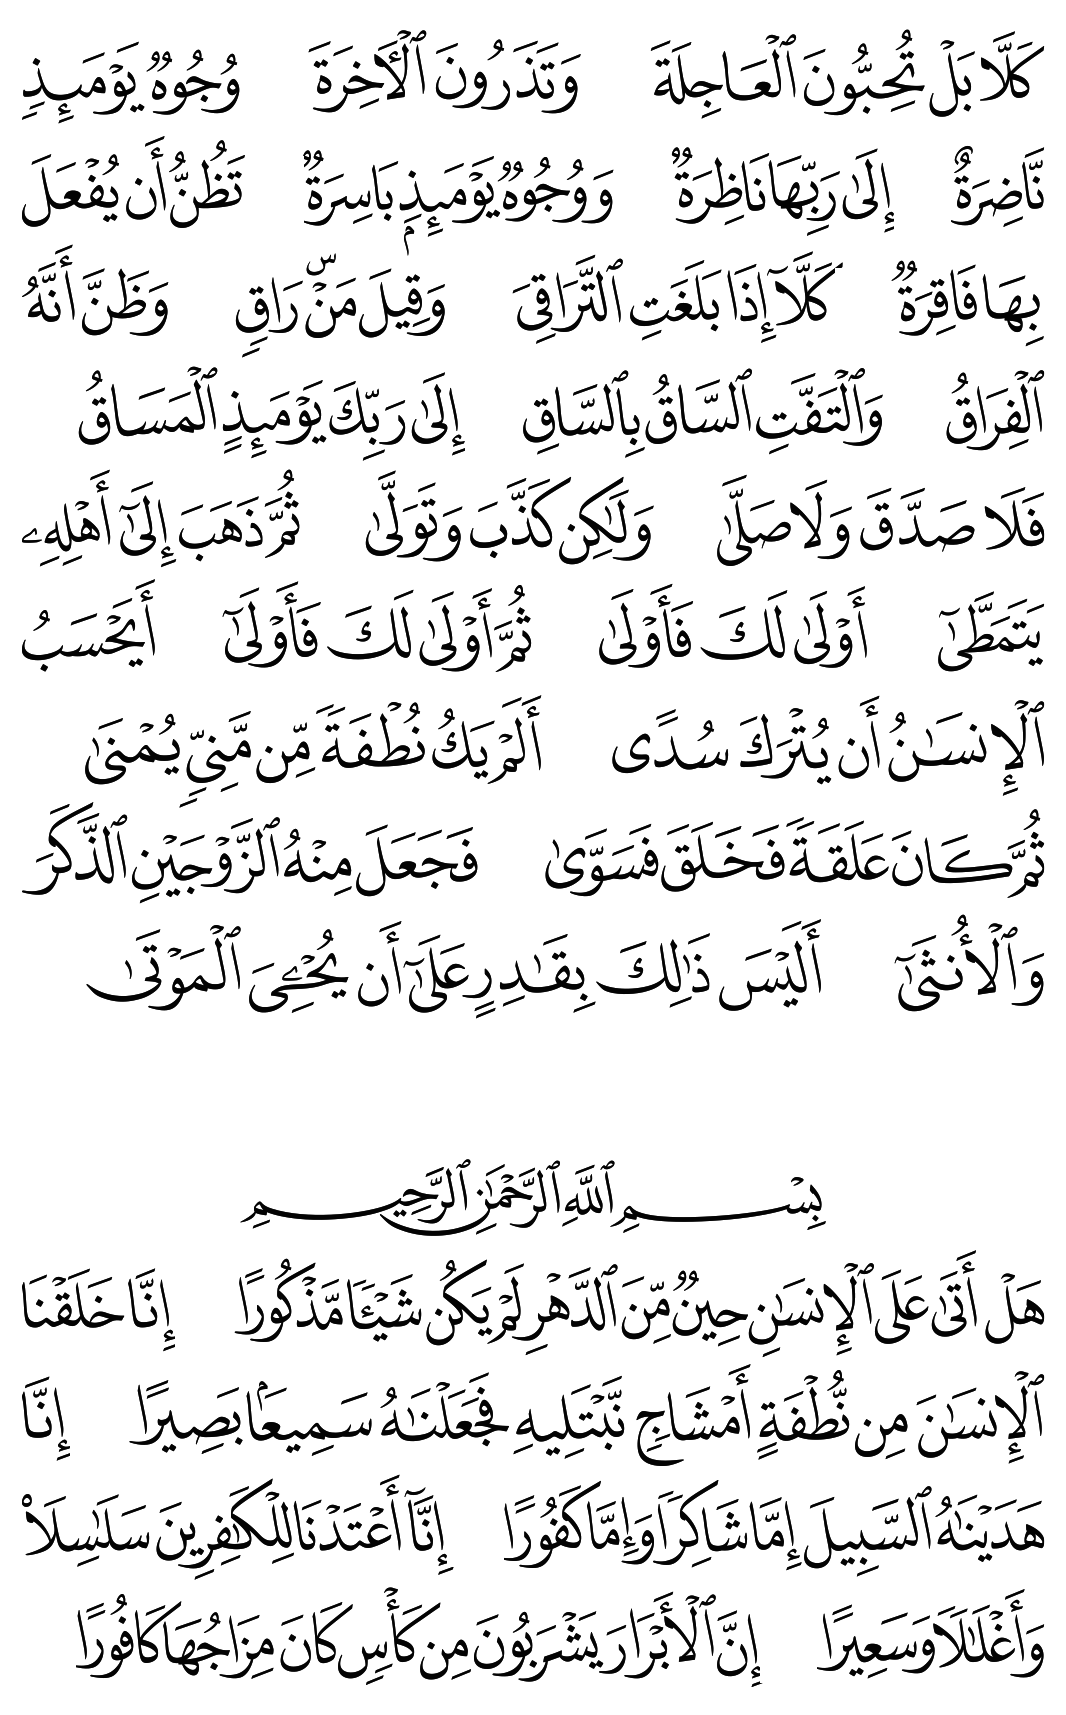 كَلَّا بَلْ تُحِبُّونَ ٱلْعَاجِلَةَ وَتَذَرُونَ ٱلْـَٔاخِرَةَ وُجُوهٌ يَوْمَئِذٍ
نَّاضِرَةٌ إِلَىٰ رَبِّهَا نَاظِرَةٌ وَوُجُوهٌ يَوْمَئِذٍۭ بَاسِرَةٌ تَظُنُّ أَن يُفْعَلَ
بِهَا فَاقِرَةٌ كَلَّآ إِذَا بَلَغَتِ ٱلتَّرَاقِىَ وَقِيلَ مَنْ ۜ رَاقٍ وَظَنَّ أَنَّهُ
ٱلْفِرَاقُ وَٱلْتَفَّتِ ٱلسَّاقُ بِٱلسَّاقِ إِلَىٰ رَبِّكَ يَوْمَئِذٍ ٱلْمَسَاقُ
فَلَا صَدَّقَ وَلَا صَلَّىٰ وَلَٰكِن كَذَّبَ وَتَوَلَّىٰ ثُمَّ ذَهَبَ إِلَىٰٓ أَهْلِهِۦ
يَتَمَطَّىٰٓ أَوْلَىٰ لَكَ فَأَوْلَىٰ ثُمَّ أَوْلَىٰ لَكَ فَأَوْلَىٰٓ أَيَحْسَبُ
ٱلْإِنسَٰنُ أَن يُتْرَكَ سُدًى أَلَمْ يَكُ نُطْفَةً مِّن مَّنِىٍّ يُمْنَىٰ
ثُمَّ كَانَ عَلَقَةً فَخَلَقَ فَسَوَّىٰ فَجَعَلَ مِنْهُ ٱلزَّوْجَيْنِ ٱلذَّكَرَ
وَٱلْأُنثَىٰٓ أَلَيْسَ ذَٰلِكَ بِقَٰدِرٍ عَلَىٰٓ أَن يُحْـِۧىَ ٱلْمَوْتَىٰ
بِسْمِ ٱللَّهِ ٱلرَّحْمَٰنِ ٱلرَّحِيمِ
هَلْ أَتَىٰ عَلَى ٱلْإِنسَٰنِ حِينٌ مِّنَ ٱلدَّهْرِ لَمْ يَكُن شَيْـًٔا مَّذْكُورًا إِنَّا خَلَقْنَا
ٱلْإِنسَٰنَ مِن نُّطْفَةٍ أَمْشَاجٍ نَّبْتَلِيهِ فَجَعَلْنَٰهُ سَمِيعًۢا بَصِيرًا إِنَّا
هَدَيْنَٰهُ ٱلسَّبِيلَ إِمَّا شَاكِرًا وَإِمَّا كَفُورًا إِنَّآ أَعْتَدْنَا لِلْكَٰفِرِينَ سَلَٰسِلَا۟
وَأَغْلَٰلًا وَسَعِيرًا إِنَّ ٱلْأَبْرَارَ يَشْرَبُونَ مِن كَأْسٍ كَانَ مِزَاجُهَا كَافُورًا